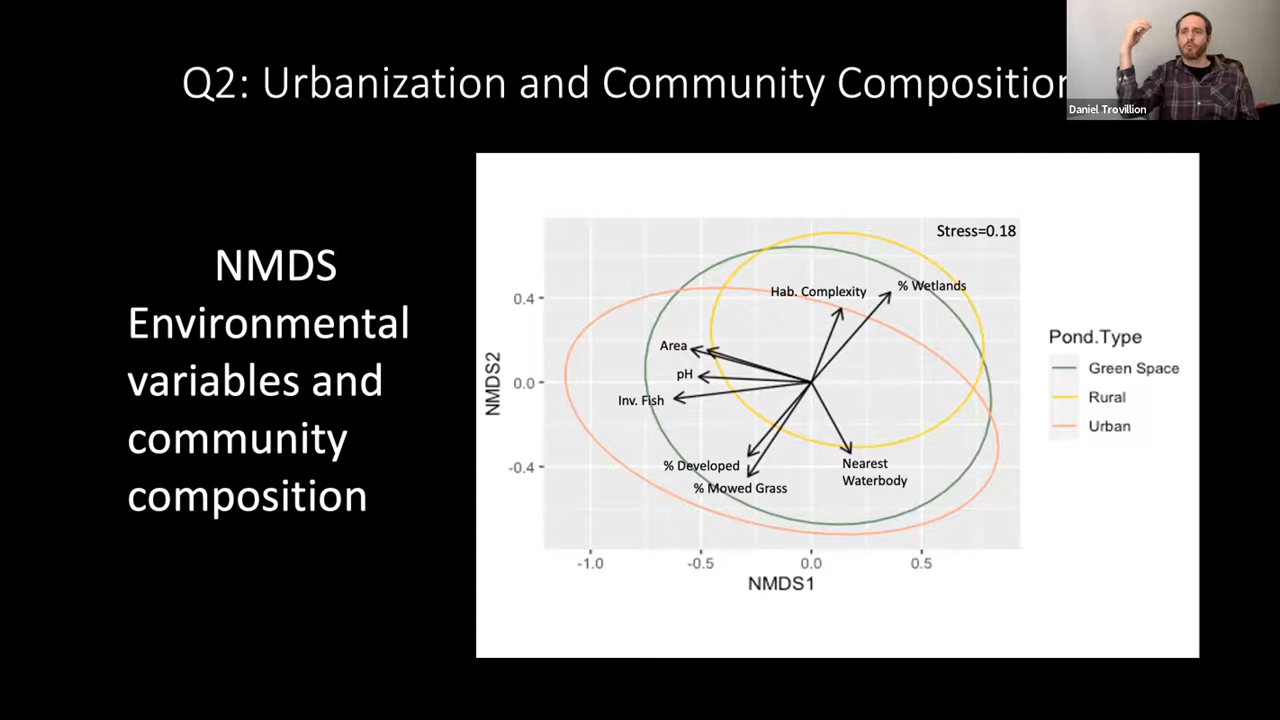 Q2: Urbanization and Community Composition
Daniel Trovillion
NMDS
Environmental
variables and
community
composition
Stress=0.18
Hab. Complexity
% Wetlands
Area
pH
Inv. Fish
% Developed
% Mowed Grass
Nearest
Waterbody
0.4
0.0
-0.4
NMDS2
-1.0
-0.5
0.0
0.5
NMDS1
Pond.Type
Green Space
Rural
Urban